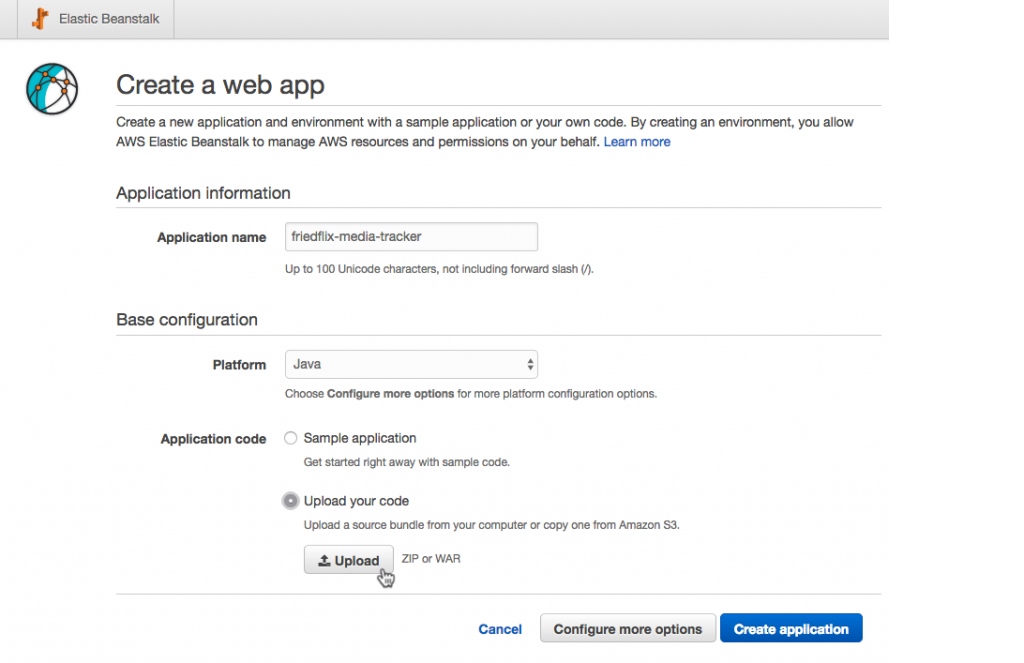 Elastic Beanstalk
Create a web app
Create a new application and environment with a sample application or your own code. By creating an environment, you allow
AWS Elastic Beanstalk to manage AWS resources and permissions on your behalf. Learn more
Application information
Application name friedflix-media-tracker
Up to 100 Unicode characters, not including forward slash (/).
Base configuration
Platform Java
Choose Configure more options for more platform configuration options.
Application code Sample application
Get started right away with sample code.
Upload your code
Upload a source bundle from your computer or copy one from Amazon S3.
Upload ZIP or WAR
Cancel Configure more options Create application